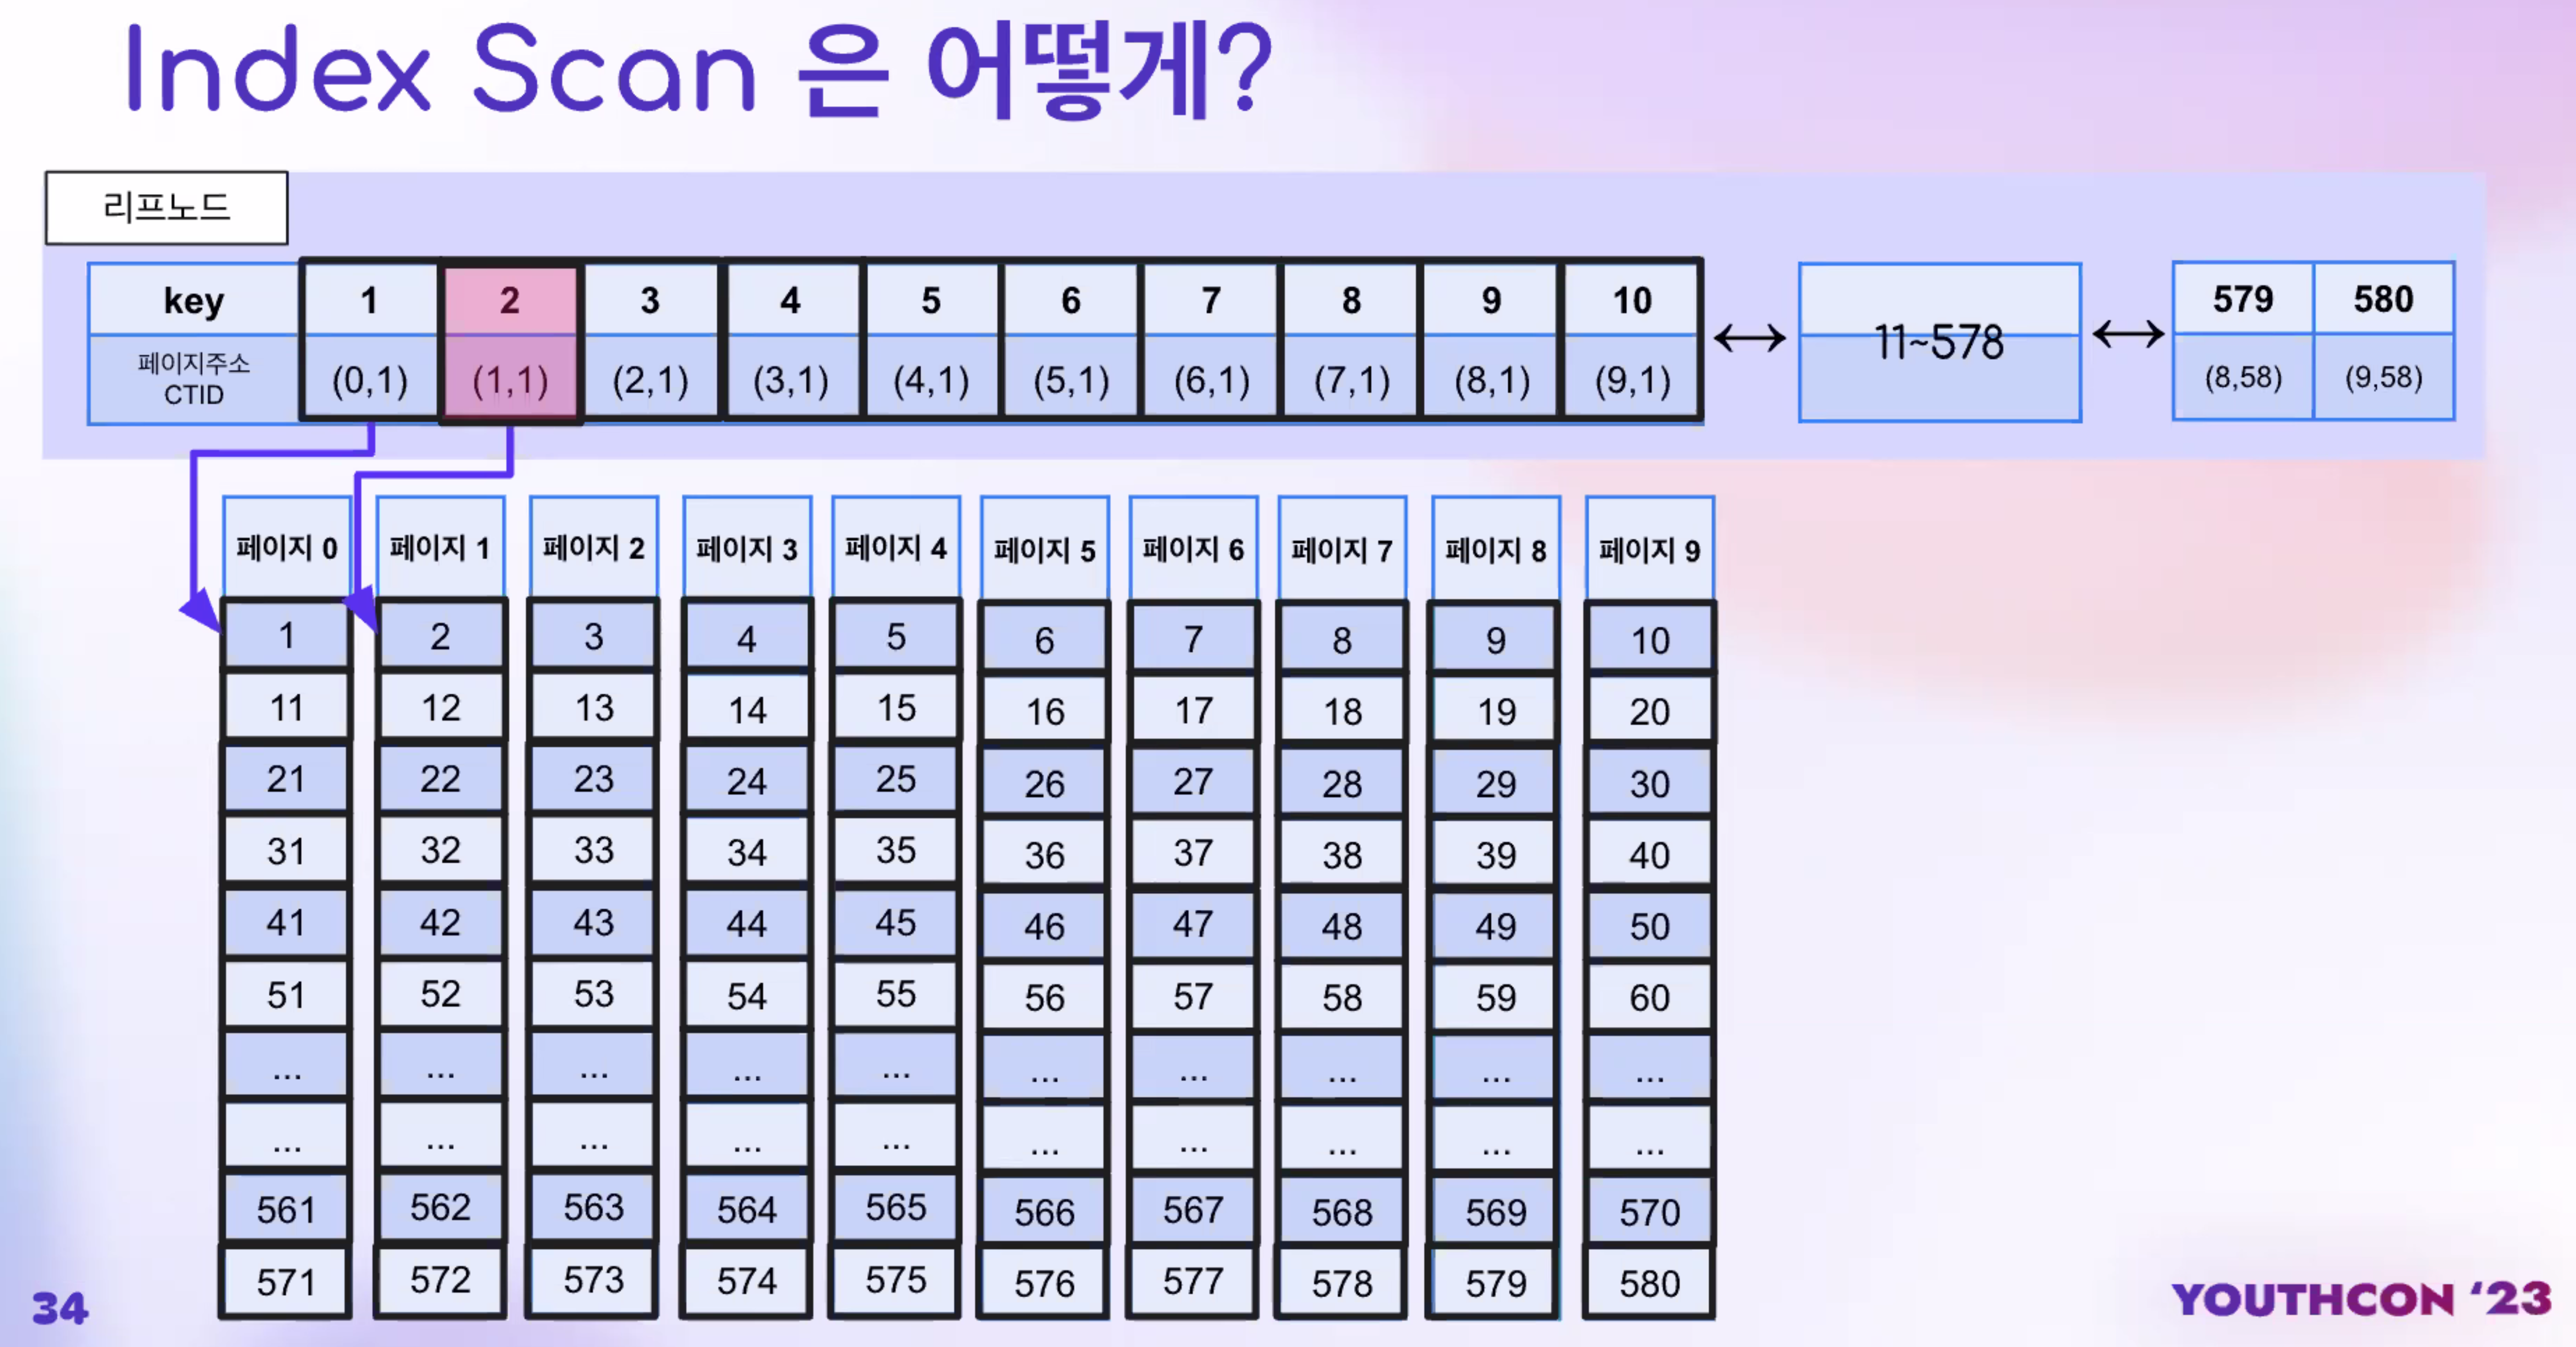 Index Scan 은 어떻게?
리프노드
key 1 2 3 4 5 6 7 8 9 10
페이지주소
CTID
(0,1) (1,1) (2,1) (3,1) (4,1) (5,1) (6,1) (7,1) (8,1) (9,1)
11~578
579 580
(8,58) (9,58)
페이지 0 페이지 1 페이지 2 페이지 3 페이지 4 페이지 5 페이지 6 페이지 7 페이지 8 페이지 9
1 2 3 4 5 6 7 8 9 10
11 12 13 14 15 16 17 18 19 20
21 22 23 24 25 26 27 28 29 30
31 32 33 34 35 36 37 38 39 40
41 42 43 44 45 46 47 48 49 50
51 52 53 54 55 56 57 58 59 60
... ... ... ... ... ... ... ... ... ...
... ... ... ... ... ... ... ... ... ...
561 562 563 564 565 566 567 568 569 570
571 572 573 574 575 576 577 578 579 580
34
YOUTHCON ‘23